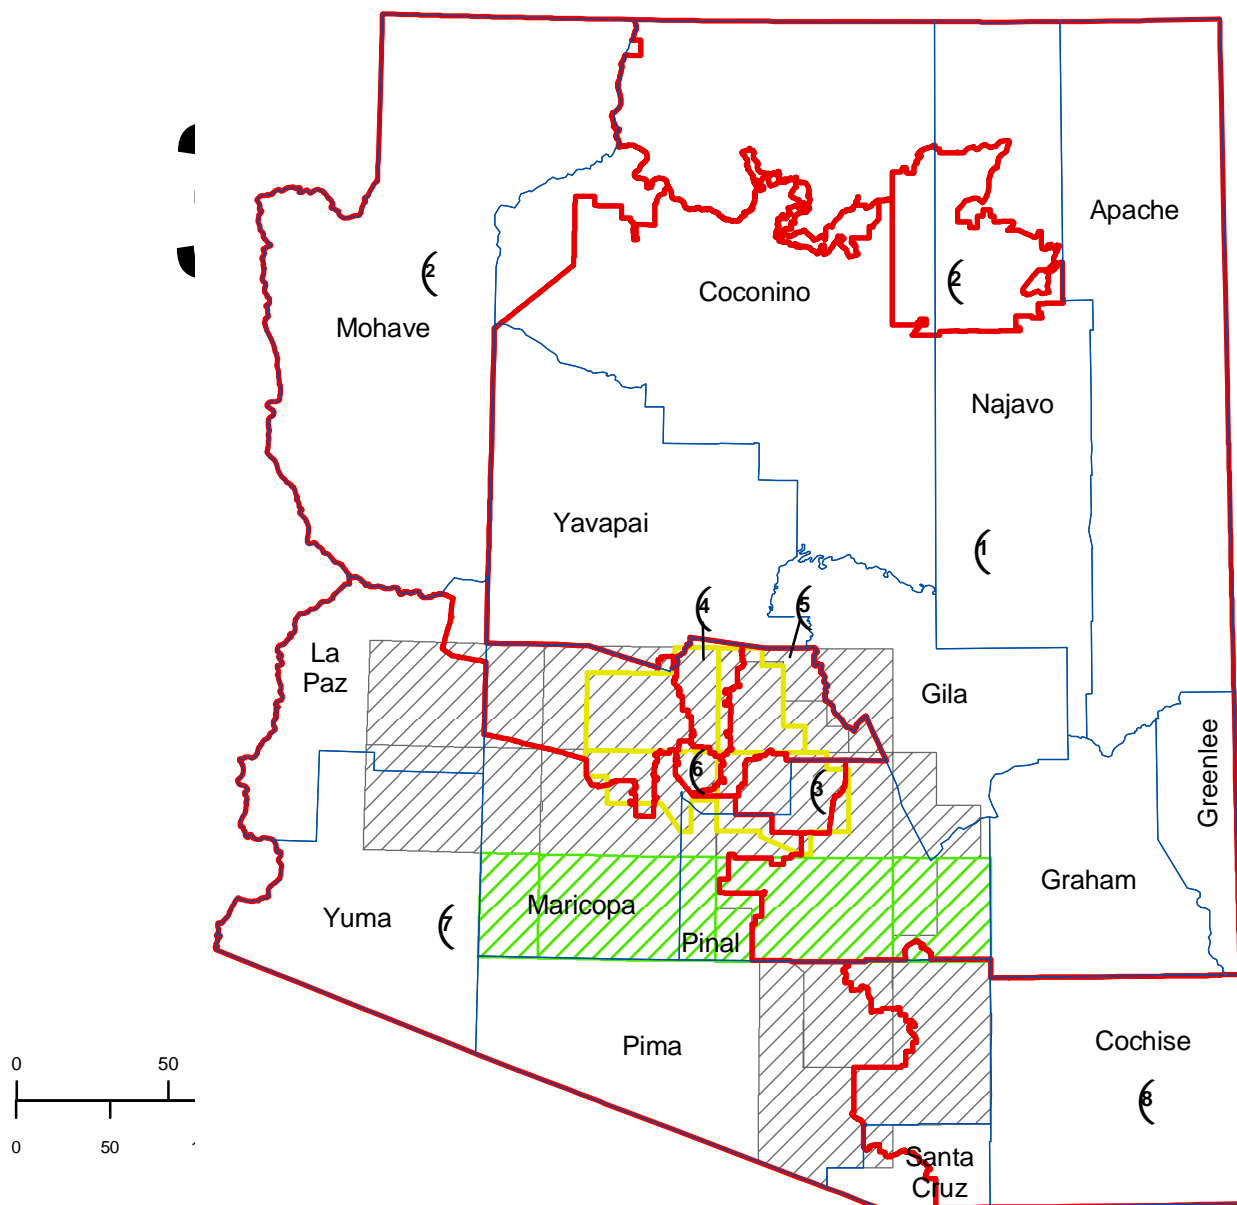 Apache
2
2
Coconino
Mohave
Najavo
Yavapai
1
4
5
La
Paz
Gila
6
3
Greenlee
Graham
Maricopa
Yuma
7
Pinal
Pima
Cochise
0 50
8
0 50
Santa
Cruz